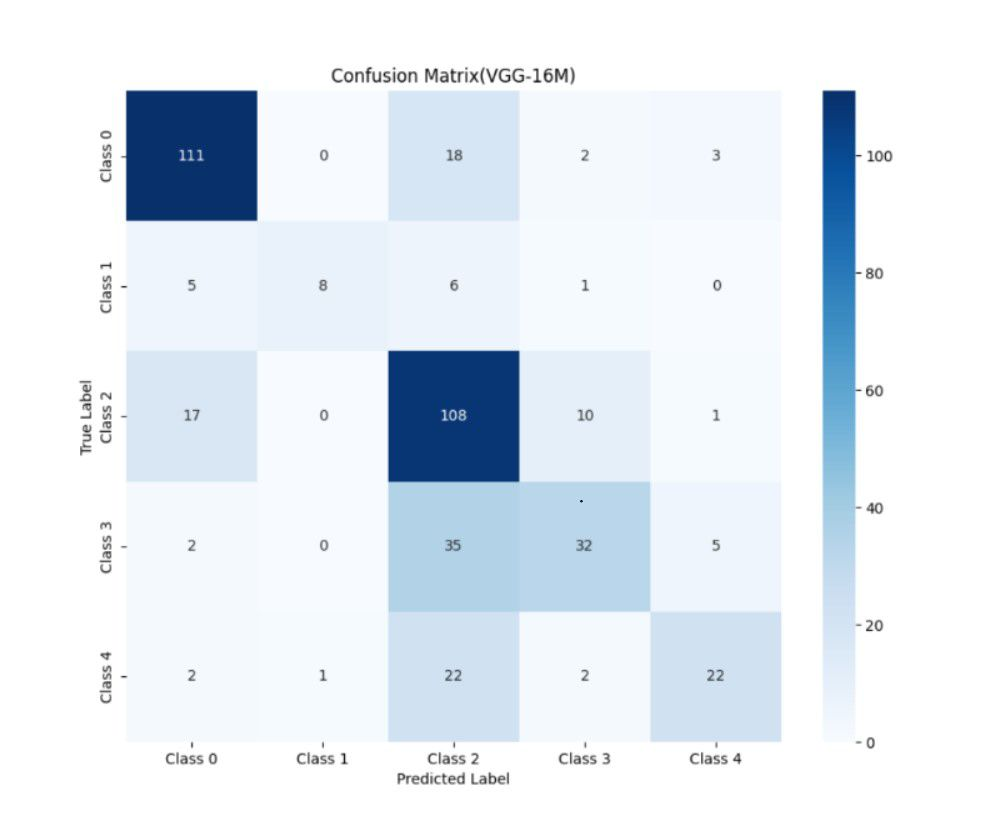 Confusion Matrix(VGG-16M)
Class 0
111 0 18 2 3
Class 1
5 8 6 1 0
True Label
Class 2
17 0 108 10 1
Class 3
2 0 35 32 5
Class 4
2 1 22 2 22
Class 0 Class 1 Class 2 Class 3 Class 4
Predicted Label
100
80
60
40
20
0